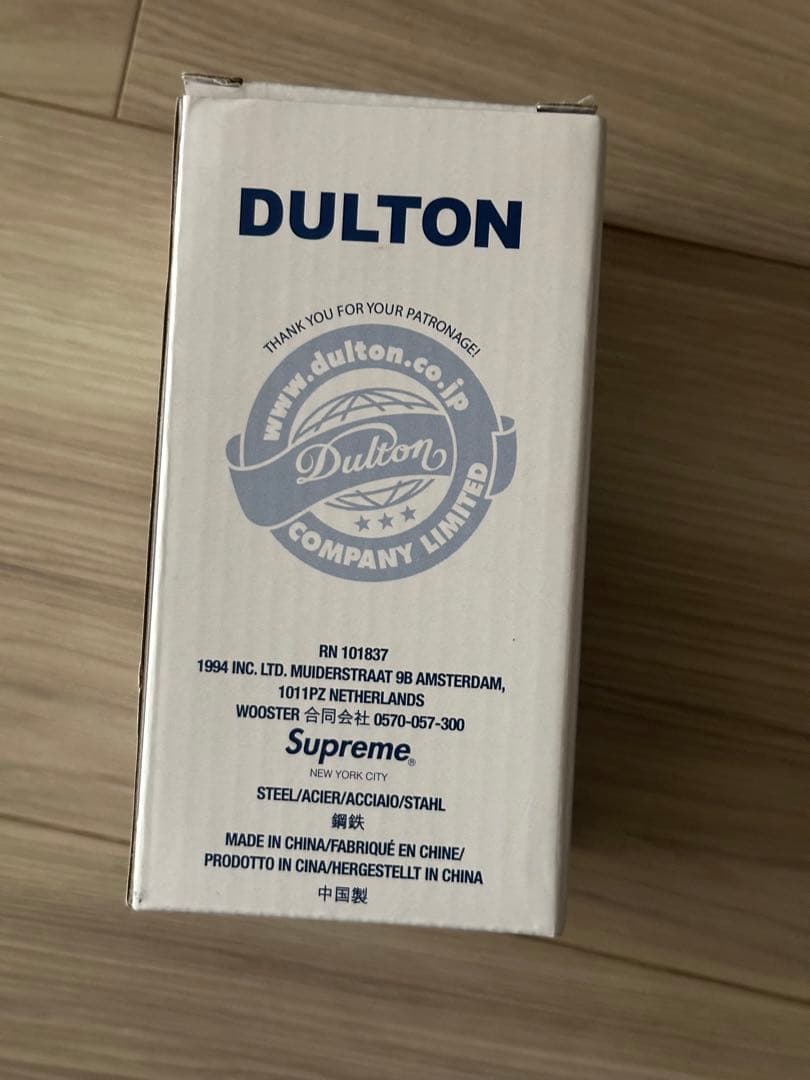 DULTON
THANK YOU FOR YOUR PATRONAGE!
www.dulton.co.jp
Dulton
COMPANY LIMITED
RN 101837
1994 INC. LTD. MUIDERSTRAAT 9B AMSTERDAM,
1011PZ NETHERLANDS
WOOSTER 合同会社 0570-057-300
Supreme®
NEW YORK CITY
STEEL/ACIER/ACCIAIO/STAHL
鋼鉄
MADE IN CHINA/FABRIQUÉ EN CHINE/
PRODOTTO IN CINA/HERGESTELLT IN CHINA
中国製